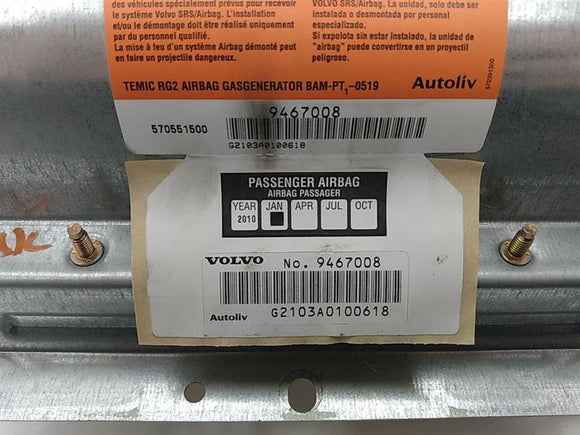 des véhicules spécialement prévus pour recevoir
le système Volvo SRS/Airbag. L'installation
et/ou le démontage doit être réalisé uniquement
par du personnel compétent.
La mise à feu d'un système Airbag démonté peut
en faire un projectile dangereux.
VOLVO SRS/Airbag. La unidad, solo debe ser
instalada o desmontada por personal
especializado.
Si expolota sin estar instalado, la unidad de
"airbag" puede convertirse en un proyectil
peligroso.
TEMIC RG2 AIRBAG GASGENERATOR BAM-PT1-0519
Autoliv
570591300
9467008
570551500
G2103A0100618
PASSENGER AIRBAG
AIRBAG PASSAGER
YEAR 2010 JAN APR JUL OCT
VOLVO No. 9467008
Autoliv G2103A0100618